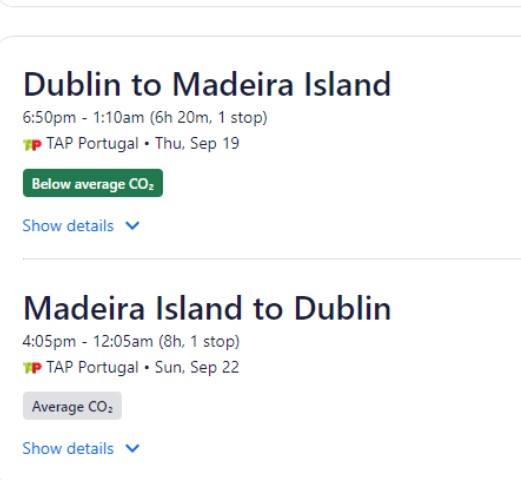 Dublin to Madeira Island
6:50pm - 1:10am (6h 20m, 1 stop)
TP TAP Portugal • Thu, Sep 19
Below average CO₂
Show details
Madeira Island to Dublin
4:05pm - 12:05am (8h, 1 stop)
TP TAP Portugal • Sun, Sep 22
Average CO₂
Show details